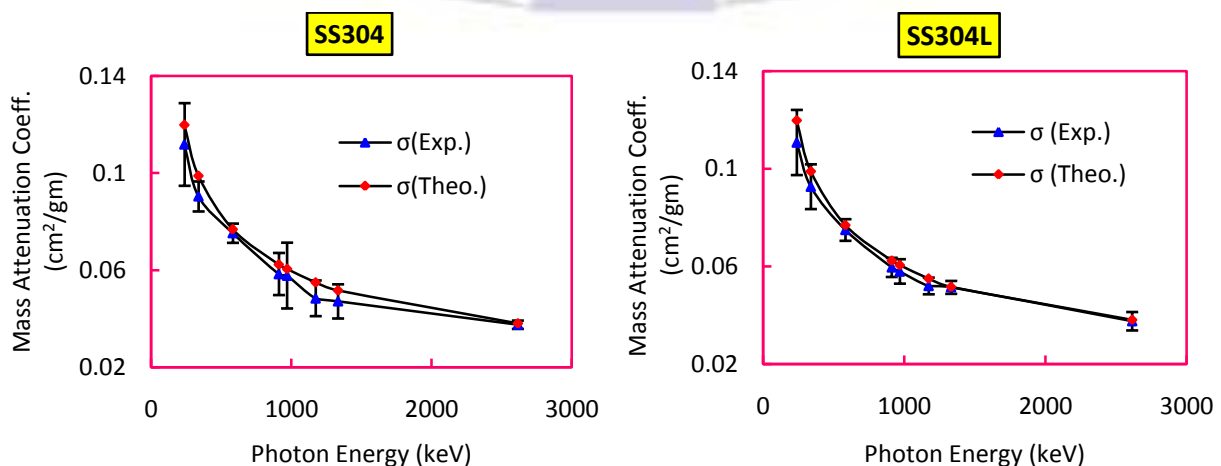 SS304
Mass Attenuation Coeff.
(cm²/gm)
0.14
0.1
0.06
0.02
σ(Exp.)
σ(Theo.)
0 1000 2000 3000
Photon Energy (keV)
SS304L
Mass Attenuation Coeff.
(cm²/gm)
0.14
0.1
0.06
0.02
σ (Exp.)
σ (Theo.)
0 1000 2000 3000
Photon Energy (keV)